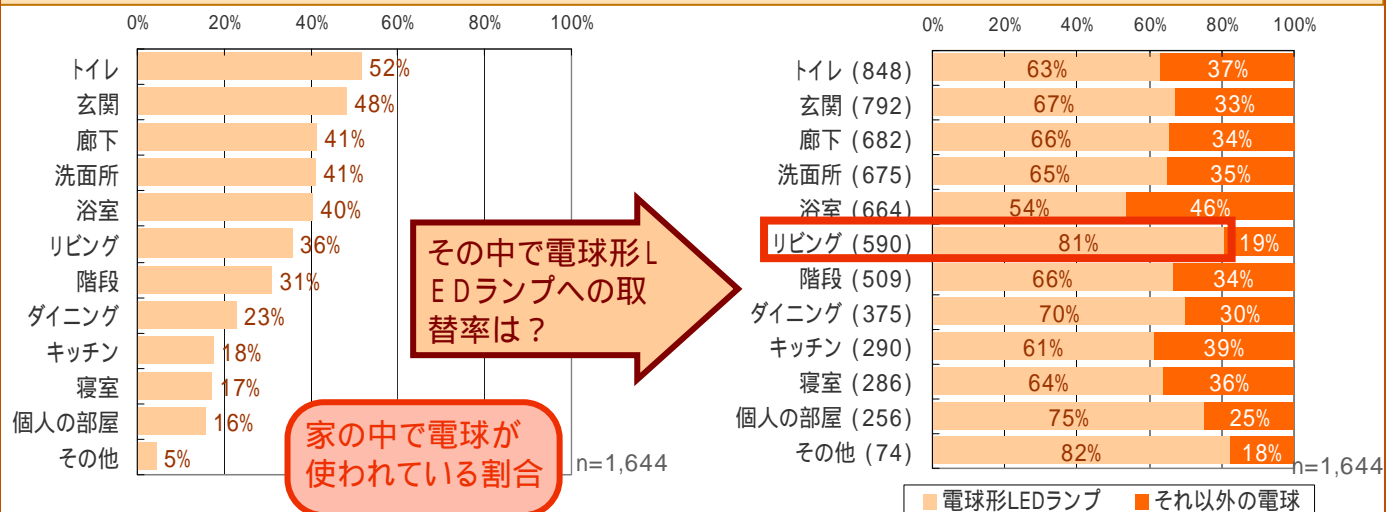 0% 20% 40% 60% 80% 100%
トイレ 52%
玄関 48%
廊下 41%
洗面所 41%
浴室 40%
リビング 36%
階段 31%
ダイニング 23%
キッチン 18%
寝室 17%
個人の部屋 16%
その他 5%
n=1,644
家の中で電球が
使われている割合
その中で電球形L
EDランプへの取
替率は？
0% 20% 40% 60% 80% 100%
トイレ (848) 63% 37%
玄関 (792) 67% 33%
廊下 (682) 66% 34%
洗面所 (675) 65% 35%
浴室 (664) 54% 46%
リビング (590) 81% 19%
階段 (509) 66% 34%
ダイニング (375) 70% 30%
キッチン (290) 61% 39%
寝室 (286) 64% 36%
個人の部屋 (256) 75% 25%
その他 (74) 82% 18%
n=1,644
電球形LEDランプ それ以外の電球